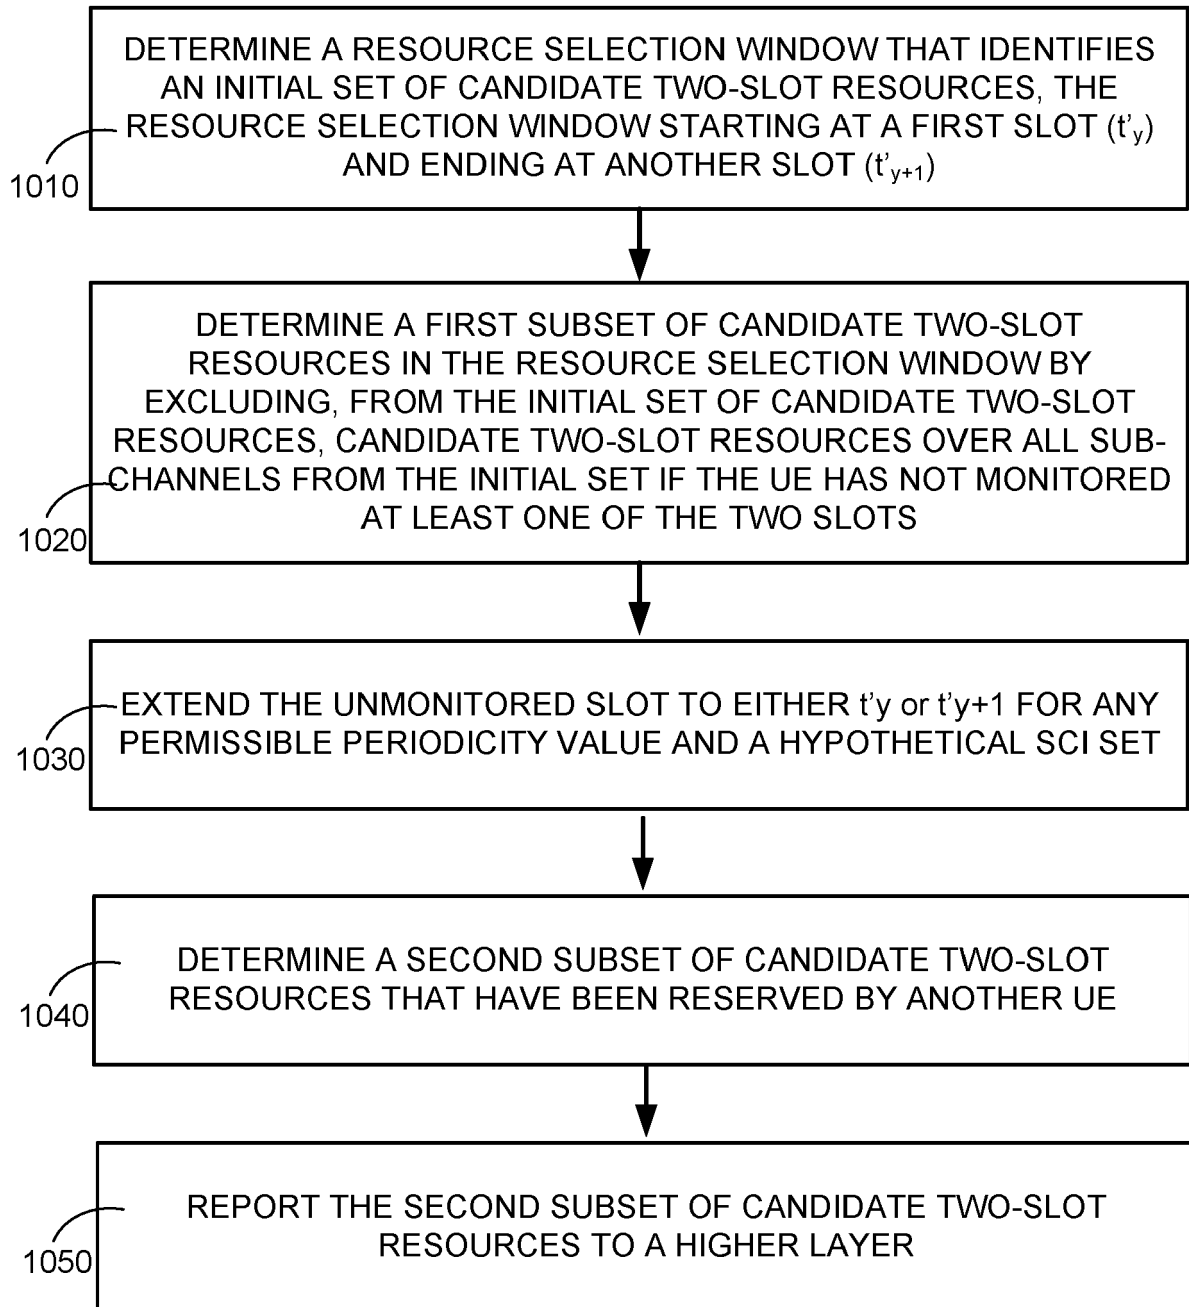 DETERMINE A RESOURCE SELECTION WINDOW THAT IDENTIFIES
AN INITIAL SET OF CANDIDATE TWO-SLOT RESOURCES, THE
RESOURCE SELECTION WINDOW STARTING AT A FIRST SLOT (t'y)
AND ENDING AT ANOTHER SLOT (t'y+1)
1010
DETERMINE A FIRST SUBSET OF CANDIDATE TWO-SLOT
RESOURCES IN THE RESOURCE SELECTION WINDOW BY
EXCLUDING, FROM THE INITIAL SET OF CANDIDATE TWO-SLOT
RESOURCES, CANDIDATE TWO-SLOT RESOURCES OVER ALL SUB-
CHANNELS FROM THE INITIAL SET IF THE UE HAS NOT MONITORED
AT LEAST ONE OF THE TWO SLOTS
1020
EXTEND THE UNMONITORED SLOT TO EITHER t'y or t'y+1 FOR ANY
PERMISSIBLE PERIODICITY VALUE AND A HYPOTHETICAL SCI SET
1030
DETERMINE A SECOND SUBSET OF CANDIDATE TWO-SLOT
RESOURCES THAT HAVE BEEN RESERVED BY ANOTHER UE
1040
REPORT THE SECOND SUBSET OF CANDIDATE TWO-SLOT
RESOURCES TO A HIGHER LAYER
1050